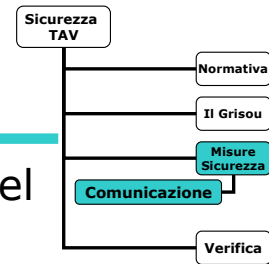 Sicurezza
TAV
Normativa
Il Grisou
Misure
Sicurezza
el
Comunicazione
Verifica